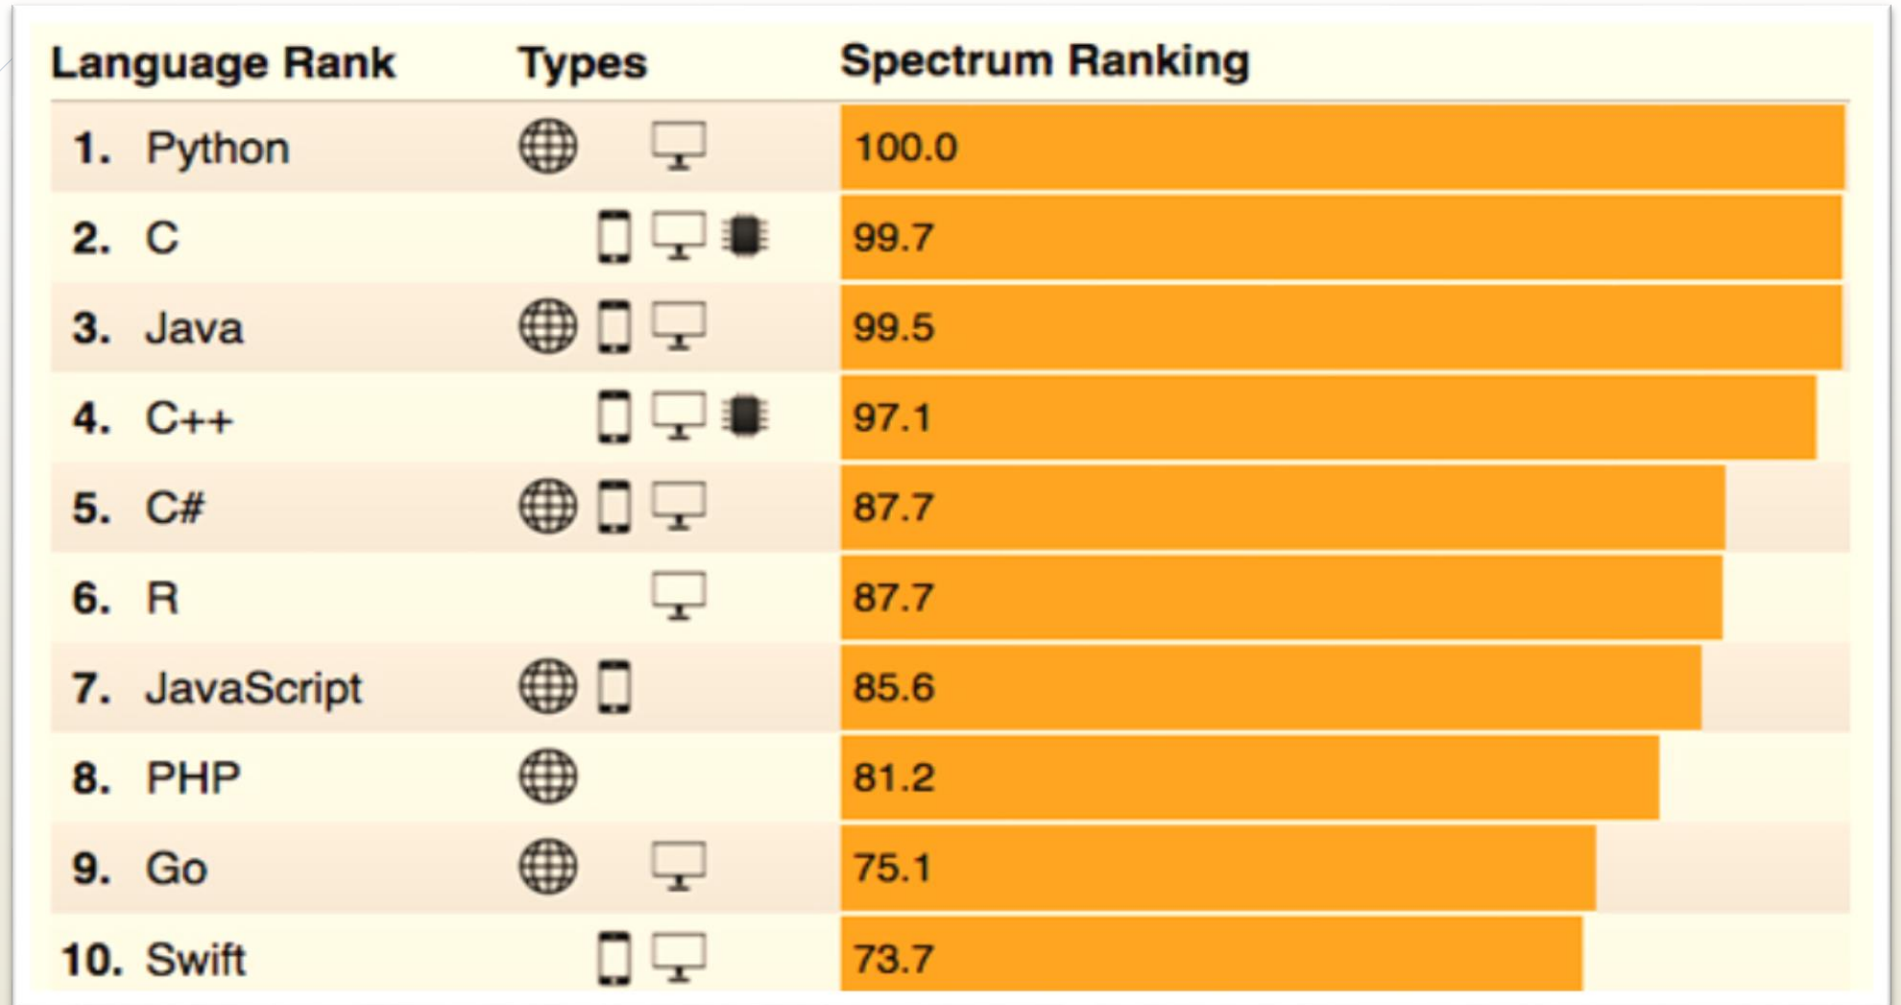 Language Rank Types Spectrum Ranking
1. Python 100.0
2. C 99.7
3. Java 99.5
4. C++ 97.1
5. C# 87.7
6. R 87.7
7. JavaScript 85.6
8. PHP 81.2
9. Go 75.1
10. Swift 73.7